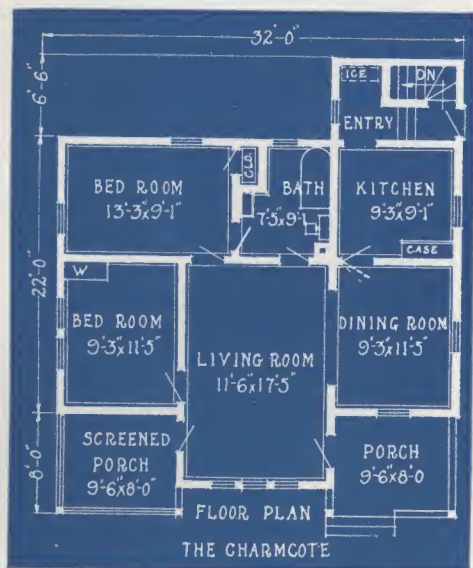 32'-0"
6'-6"
ICE
DN
ENTRY
BED ROOM
13'-3"x9'-1"
CLO.
BATH
7'-5"x9'-1
KITCHEN
9'-3"x9'-1"
CASE
22'-0"
W
BED ROOM
9'-3"x11'-5"
LIVING ROOM
11'-6"x17'-5"
DINING ROOM
9'-3"x11'-5"
8'-0"
SCREENED
PORCH
9'-6"x8'-0"
PORCH
9'-6"x8'-0
FLOOR PLAN
THE CHARMCOTE